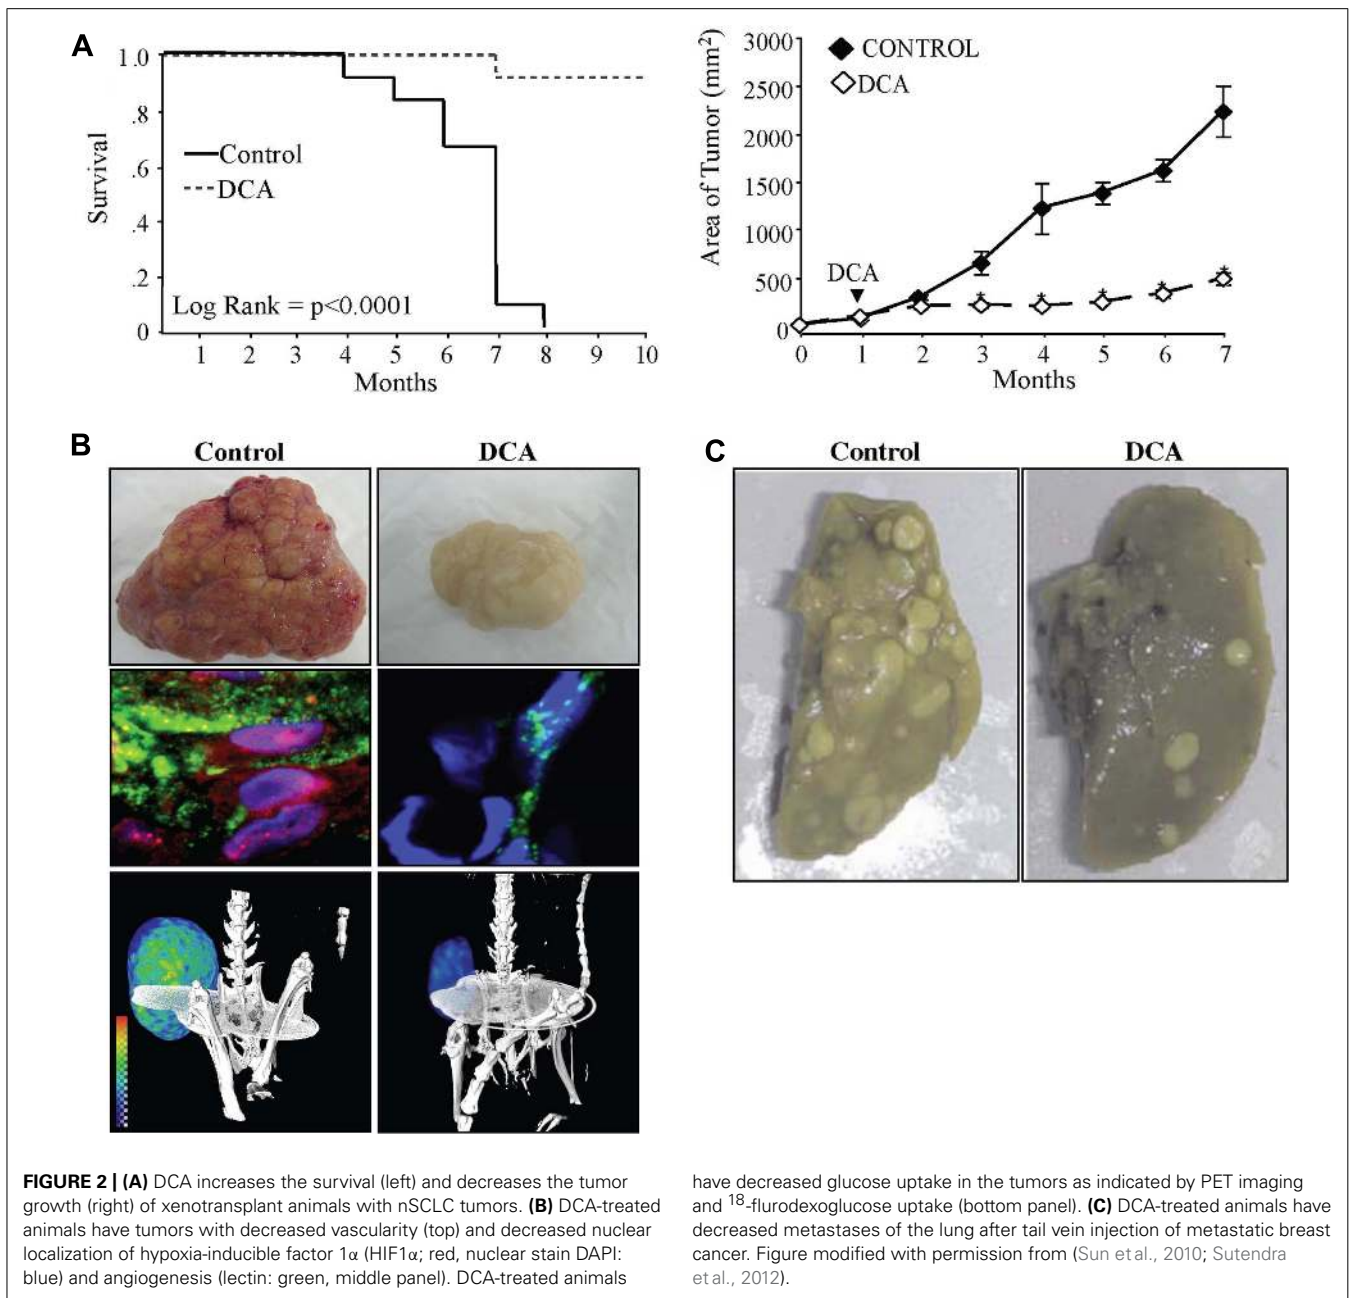 A
1.0
.8
.6
.4
.2
0
Survival
Control
DCA
Log Rank = p<0.0001
1 2 3 4 5 6 7 8 9 10
Months
3000
2500
2000
1500
1000
500
0
Area of Tumor (mm²)
CONTROL
DCA
DCA
* * * * *
0 1 2 3 4 5 6 7
Months
B
Control DCA
C
Control DCA
FIGURE 2 | (A) DCA increases the survival (left) and decreases the tumor
growth (right) of xenotransplant animals with nSCLC tumors. (B) DCA-treated
animals have tumors with decreased vascularity (top) and decreased nuclear
localization of hypoxia-inducible factor 1α (HIF1α; red, nuclear stain DAPI:
blue) and angiogenesis (lectin: green, middle panel). DCA-treated animals
have decreased glucose uptake in the tumors as indicated by PET imaging
and ¹⁸-flurodexoglucose uptake (bottom panel). (C) DCA-treated animals have
decreased metastases of the lung after tail vein injection of metastatic breast
cancer. Figure modified with permission from (Sun et al., 2010; Sutendra
et al., 2012).